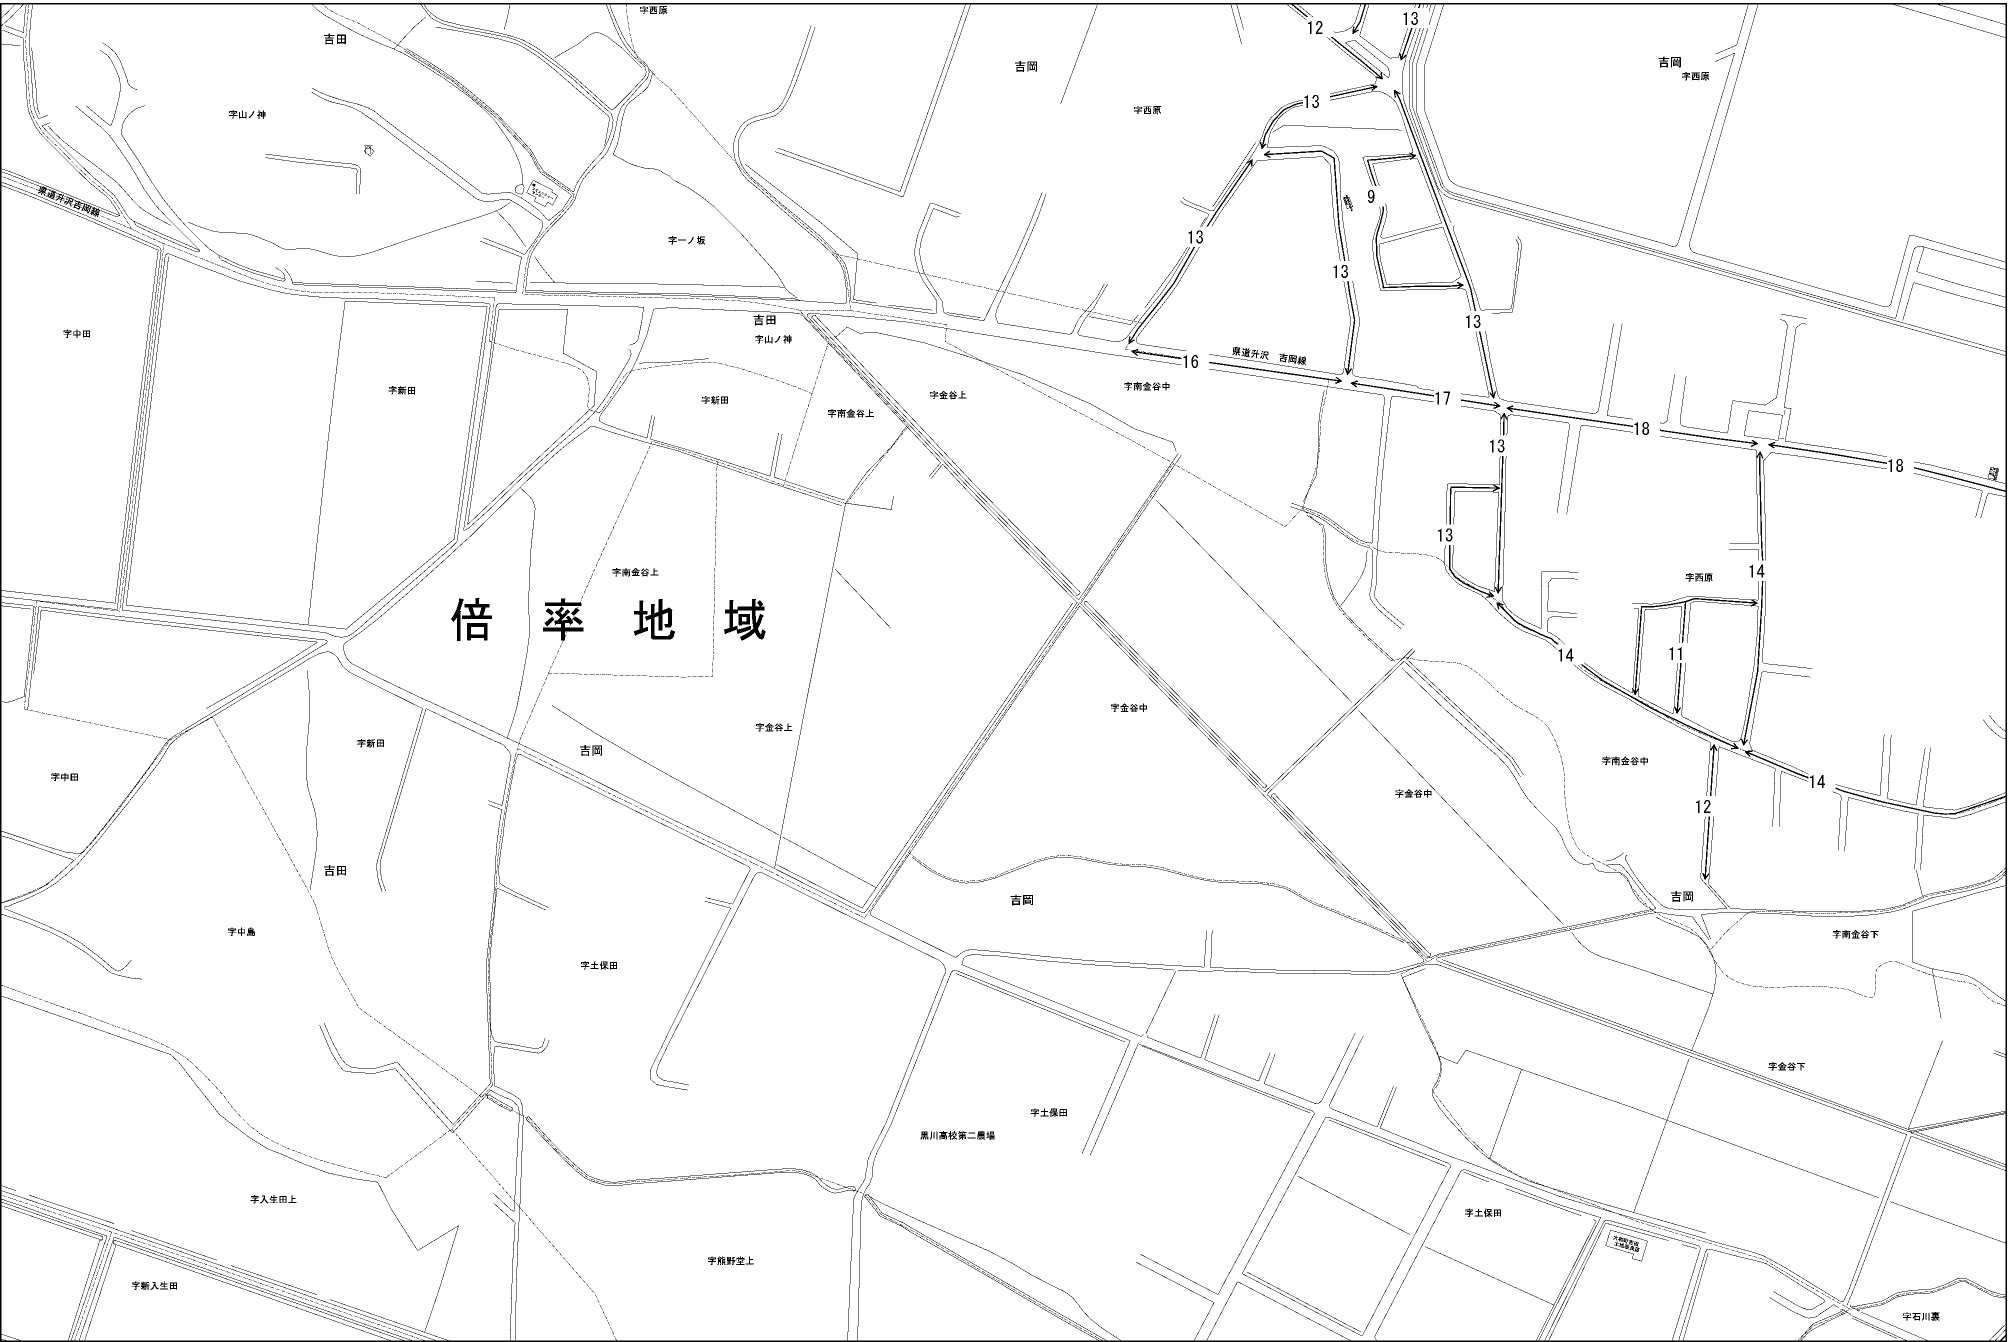 字西原
12
13
吉田
吉岡
吉岡
字西原
13
字西原
字山ノ神
9
県道升沢吉岡線
字一ノ坂
13
13
吉田
13
字中田
字山ノ神
県道升沢 吉岡線
16
字新田
字南金谷中
字新田
字金谷上
17
字南金谷上
18
13
18
13
字南金谷上
14
字西原
倍率地域
14
11
字金谷中
字金谷上
字新田
吉岡
字南金谷中
字中田
14
字金谷中
12
吉田
吉岡
吉岡
字中島
字南金谷下
字土保田
字金谷下
字土保田
黒川高校第二農場
字入生田上
字土保田
字熊野堂上
字新入生田
字石川裏